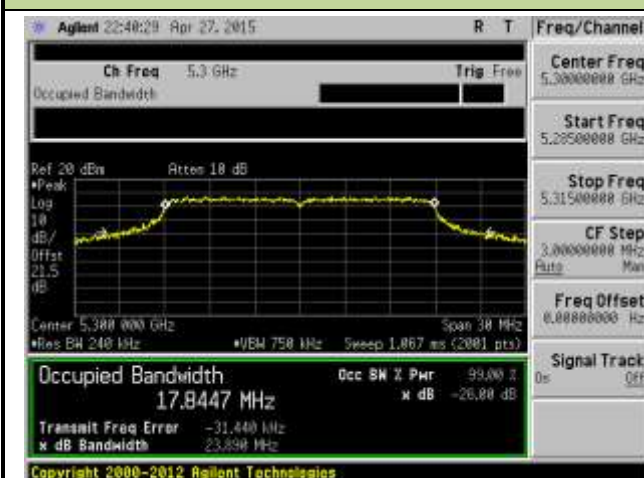 Agilent 22:40:29 Apr 27, 2015 R T
Freq/Channel
Ch Freq 5.3 GHz Trig Free
Occupied Bandwidth
Center Freq
5.30000000 GHz
Start Freq
5.28500000 GHz
Stop Freq
5.31500000 GHz
CF Step
3.00000000 MHz
Auto Man
Freq Offset
0.00000000 Hz
Signal Track
On Off
Ref 20 dBm Atten 10 dB
•Peak
Log
10
dB/
Offst
21.5
dB
Center 5.300 000 GHz Span 30 MHz
•Res BW 240 kHz •VBW 750 kHz Sweep 1.067 ms (2001 pts)
Occupied Bandwidth Occ BW % Pwr 99.00 %
17.8447 MHz x dB -26.00 dB
Transmit Freq Error -31.440 kHz
x dB Bandwidth 23.890 MHz
Copyright 2000-2012 Agilent Technologies